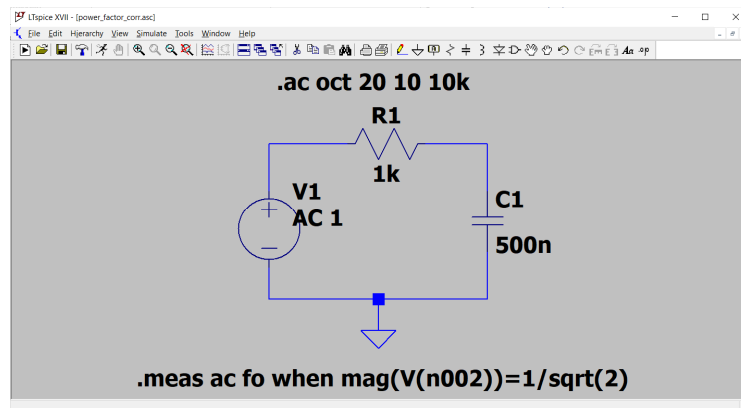 LTspice XVII - [power_factor_corr.asc]
File Edit Hierarchy View Simulate Tools Window Help
.ac oct 20 10 10k
R1
1k
V1
AC 1
C1
500n
.meas ac fo when mag(V(n002))=1/sqrt(2)